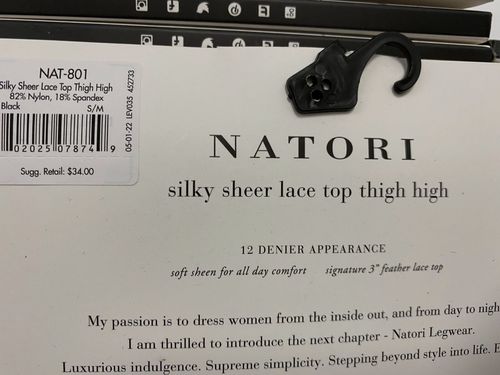 NAT-801
Silky Sheer Lace Top Thigh High
82% Nylon, 18% Spandex
Black S/M
02025 07874 9
Sugg. Retail: $34.00
05-01-22 LEV035 452733
NATORI
silky sheer lace top thigh high
12 DENIER APPEARANCE
soft sheen for all day comfort signature 3" feather lace top
My passion is to dress women from the inside out, and from day to nigh
I am thrilled to introduce the next chapter - Natori Legwear.
Luxurious indulgence. Supreme simplicity. Stepping beyond style into life. E